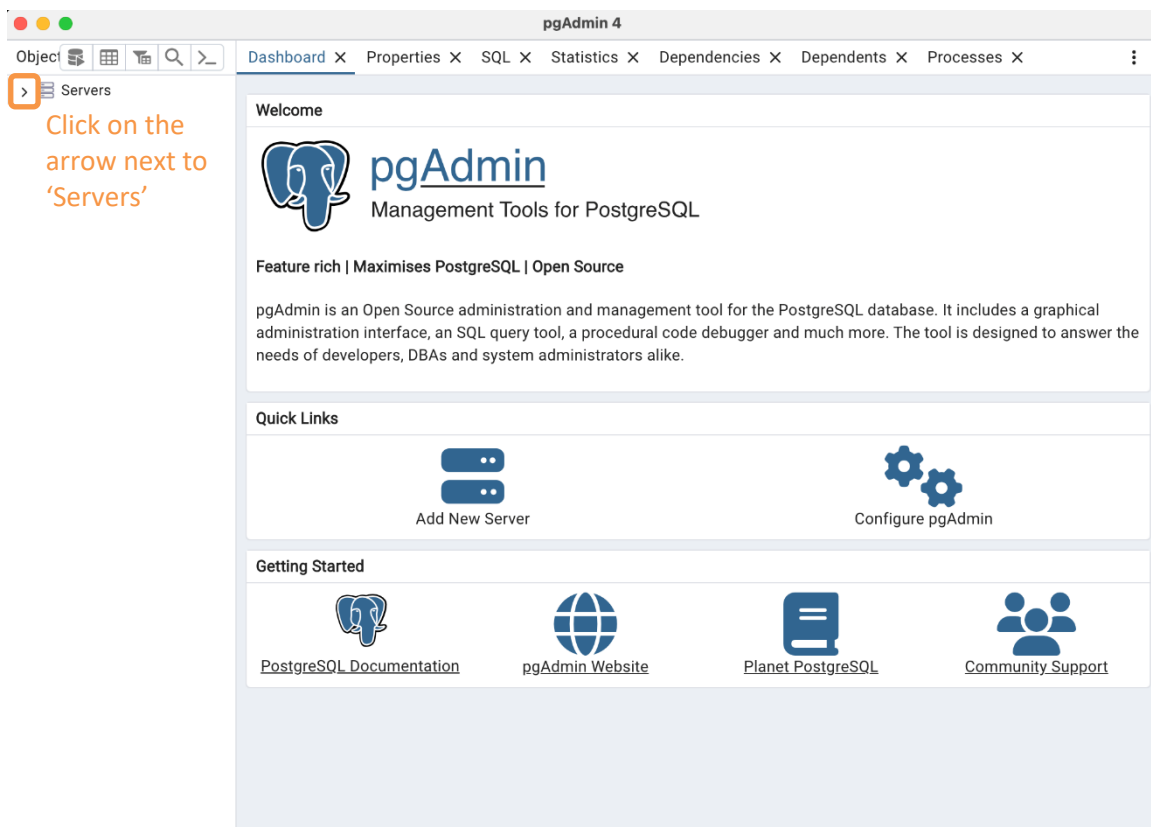 pgAdmin 4
Object
Dashboard Properties SQL Statistics Dependencies Dependents Processes
Servers
Click on the
arrow next to
‘Servers’
Welcome
pgAdmin
Management Tools for PostgreSQL
Feature rich | Maximises PostgreSQL | Open Source
pgAdmin is an Open Source administration and management tool for the PostgreSQL database. It includes a graphical
administration interface, an SQL query tool, a procedural code debugger and much more. The tool is designed to answer the
needs of developers, DBAs and system administrators alike.
Quick Links
Add New Server
Configure pgAdmin
Getting Started
PostgreSQL Documentation
pgAdmin Website
Planet PostgreSQL
Community Support